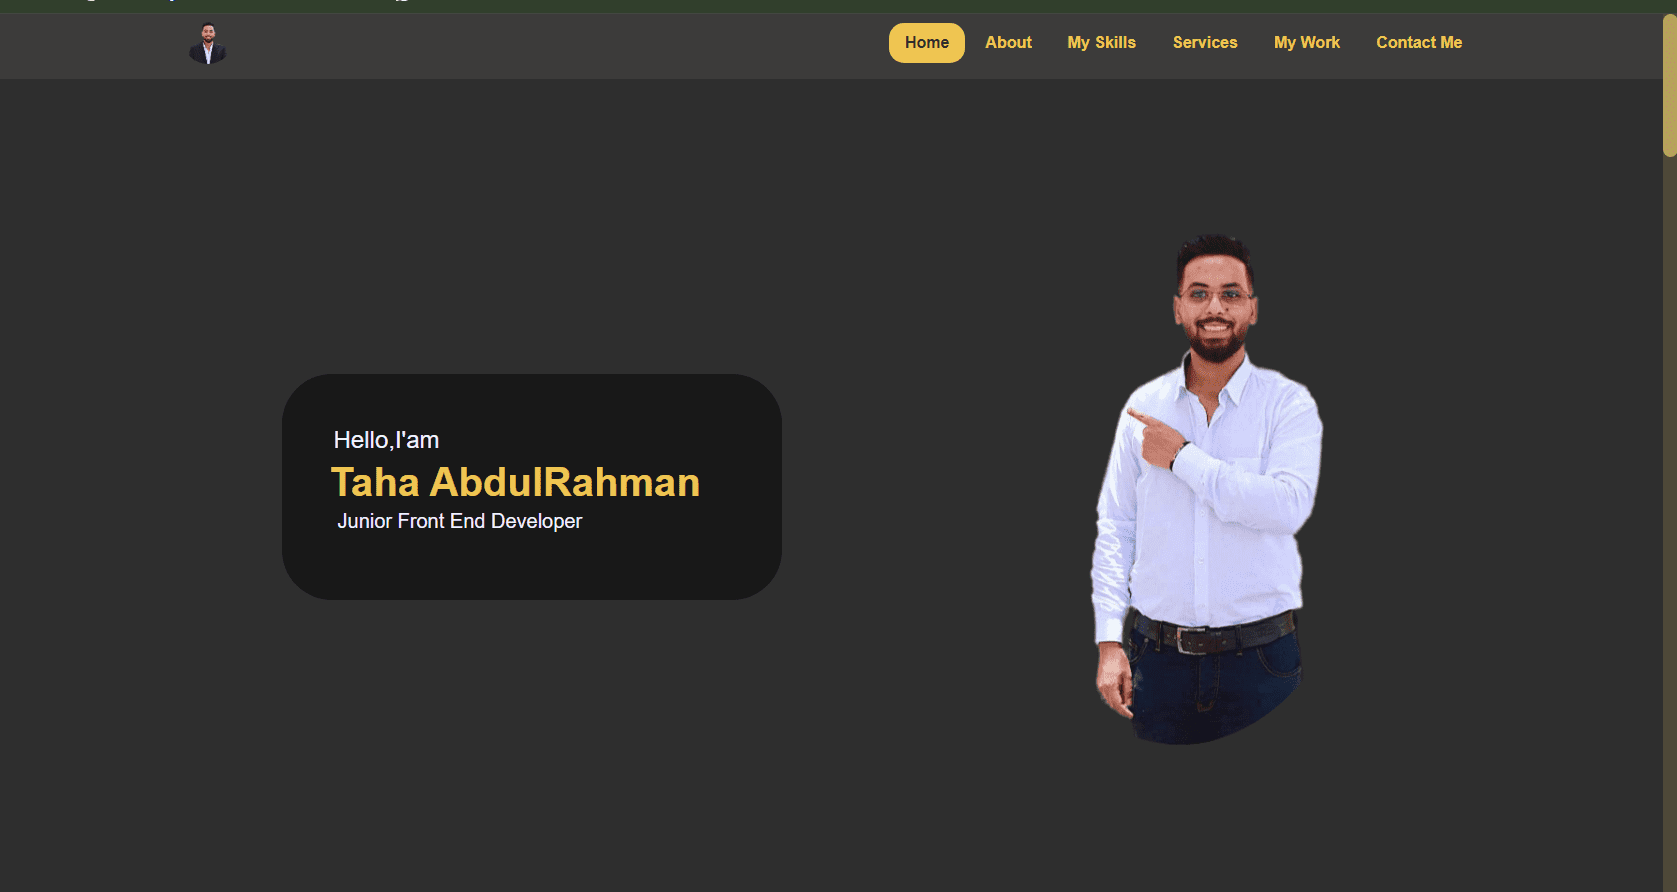 Home About My Skills Services My Work Contact Me
Hello,I'am
Taha AbdulRahman
Junior Front End Developer